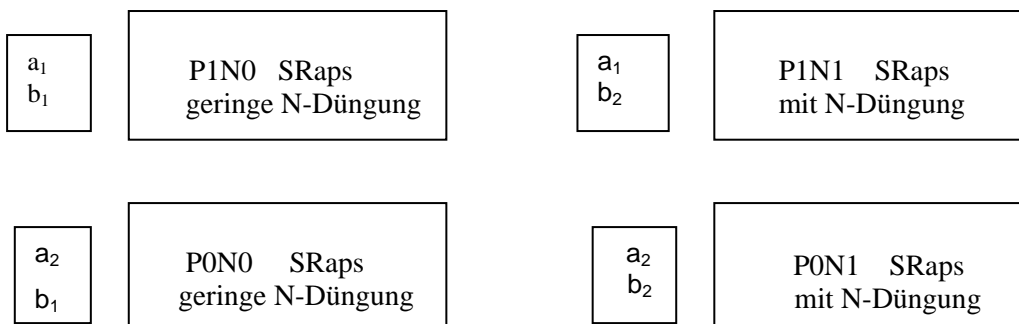 a₁
b₁
P1N0 SRaps
geringe N-Düngung
a₁
b₂
P1N1 SRaps
mit N-Düngung
a₂
b₁
P0N0 SRaps
geringe N-Düngung
a₂
b₂
P0N1 SRaps
mit N-Düngung